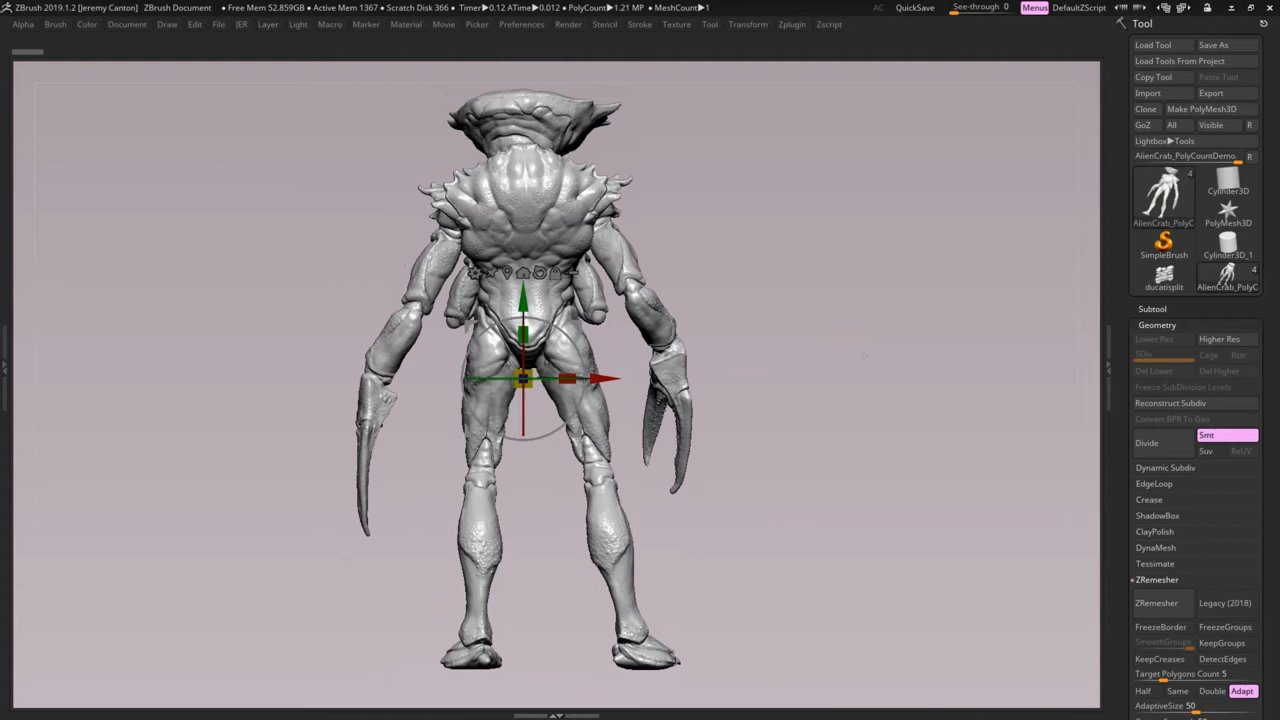 ZBrush 2019.1.2 [Jeremy Canton] ZBrush Document • Free Mem 52.859GB • Active Mem 1367 • Scratch Disk 366 • Timer▶0.12 ATime▶0.012 • PolyCount▶1.21 MP • MeshCount▶1 AC QuickSave See-through 0 Menus DefaultZScript
Alpha Brush Color Document Draw Edit File JER Layer Light Macro Marker Material Movie Picker Preferences Render Stencil Stroke Texture Tool Transform Zplugin Zscript
Tool
Load Tool Save As
Load Tools From Project
Copy Tool Paste Tool
Import Export
Clone Make PolyMesh3D
GoZ All Visible R
Lightbox▶Tools
AlienCrab_PolyCountDemo. R
4
AlienCrab_PolyC
Cylinder3D
PolyMesh3D
SimpleBrush Cylinder3D_1
4
ducatisplit AlienCrab_PolyC
Subtool
Geometry
Lower Res Higher Res
SDiv Cage Rstr
Del Lower Del Higher
Freeze SubDivision Levels
Reconstruct Subdiv
Convert BPR To Geo
Divide Smt
Suv ReUV
Dynamic Subdiv
EdgeLoop
Crease
ShadowBox
ClayPolish
DynaMesh
Tessimate
ZRemesher
ZRemesher Legacy (2018)
FreezeBorder FreezeGroups
SmoothGroups KeepGroups
KeepCreases DetectEdges
Target Polygons Count 5
Half Same Double Adapt
AdaptiveSize 50